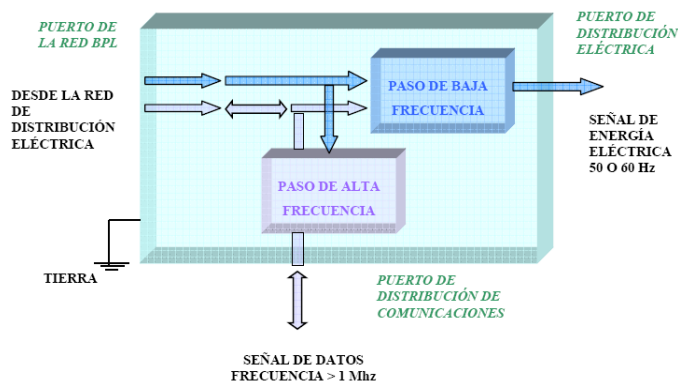 PUERTO DE
LA RED BPL
PUERTO DE
DISTRIBUCIÓN
ELÉCTRICA
DESDE LA RED
DE
DISTRIBUCIÓN
ELÉCTRICA
PASO DE BAJA
FRECUENCIA
SEÑAL DE
ENERGÍA
ELÉCTRICA
50 O 60 Hz
PASO DE ALTA
FRECUENCIA
TIERRA
PUERTO DE
DISTRIBUCIÓN DE
COMUNICACIONES
SEÑAL DE DATOS
FRECUENCIA > 1 Mhz